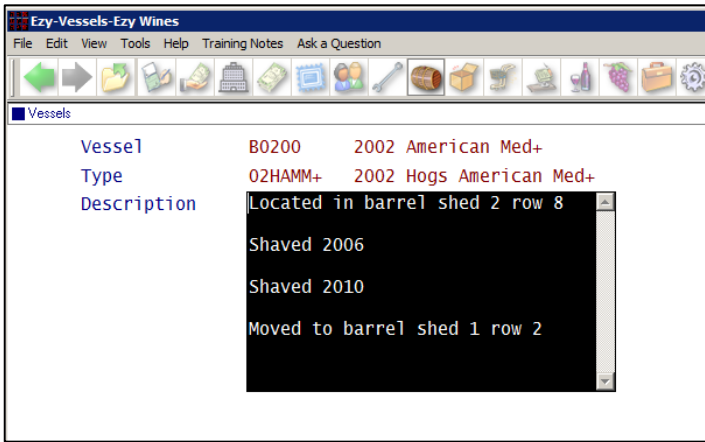 Ezy-Vessels-Ezy Wines
File Edit View Tools Help Training Notes Ask a Question
Vessels
Vessel B0200 2002 American Med+
Type 02HAMM+ 2002 Hogs American Med+
Description Located in barrel shed 2 row 8
Shaved 2006
Shaved 2010
Moved to barrel shed 1 row 2